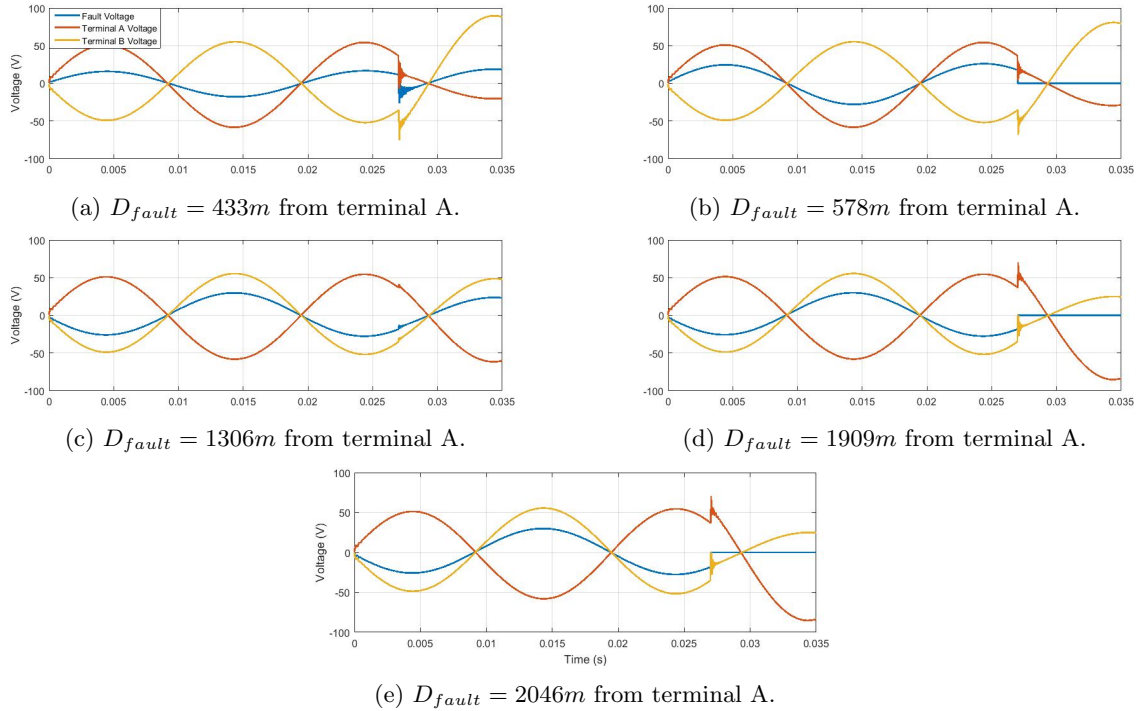 100
50
0
-50
-100
Voltage (V)
Fault Voltage
Terminal A Voltage
Terminal B Voltage
0 0.005 0.01 0.015 0.02 0.025 0.03 0.035
(a) D_fault = 433m from terminal A.
100
50
0
-50
-100
0 0.005 0.01 0.015 0.02 0.025 0.03 0.035
(b) D_fault = 578m from terminal A.
100
50
0
-50
-100
Voltage (V)
0 0.005 0.01 0.015 0.02 0.025 0.03 0.035
(c) D_fault = 1306m from terminal A.
100
50
0
-50
-100
0 0.005 0.01 0.015 0.02 0.025 0.03 0.035
(d) D_fault = 1909m from terminal A.
100
50
0
-50
-100
Voltage (V)
0 0.005 0.01 0.015 0.02 0.025 0.03 0.035
Time (s)
(e) D_fault = 2046m from terminal A.